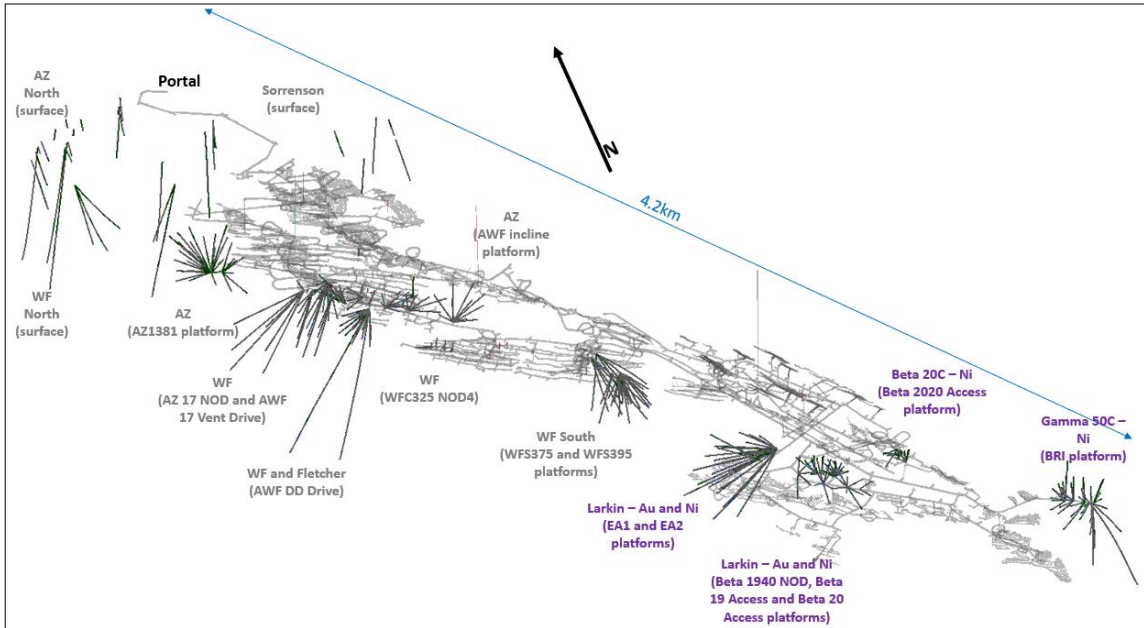 AZ
North
(surface)
Portal
Sorrenson
(surface)
N
4.2km
AZ
(AWF incline
platform)
WF
North
(surface)
AZ
(AZ1381 platform)
WF
(AZ 17 NOD and AWF
17 Vent Drive)
WF
(WFC325 NOD4)
WF and Fletcher
(AWF DD Drive)
WF South
(WFS375 and WFS395
platforms)
Beta 20C – Ni
(Beta 2020 Access
platform)
Gamma 50C –
Ni
(BRI platform)
Larkin – Au and Ni
(EA1 and EA2
platforms)
Larkin – Au and Ni
(Beta 1940 NOD, Beta
19 Access and Beta 20
Access platforms)